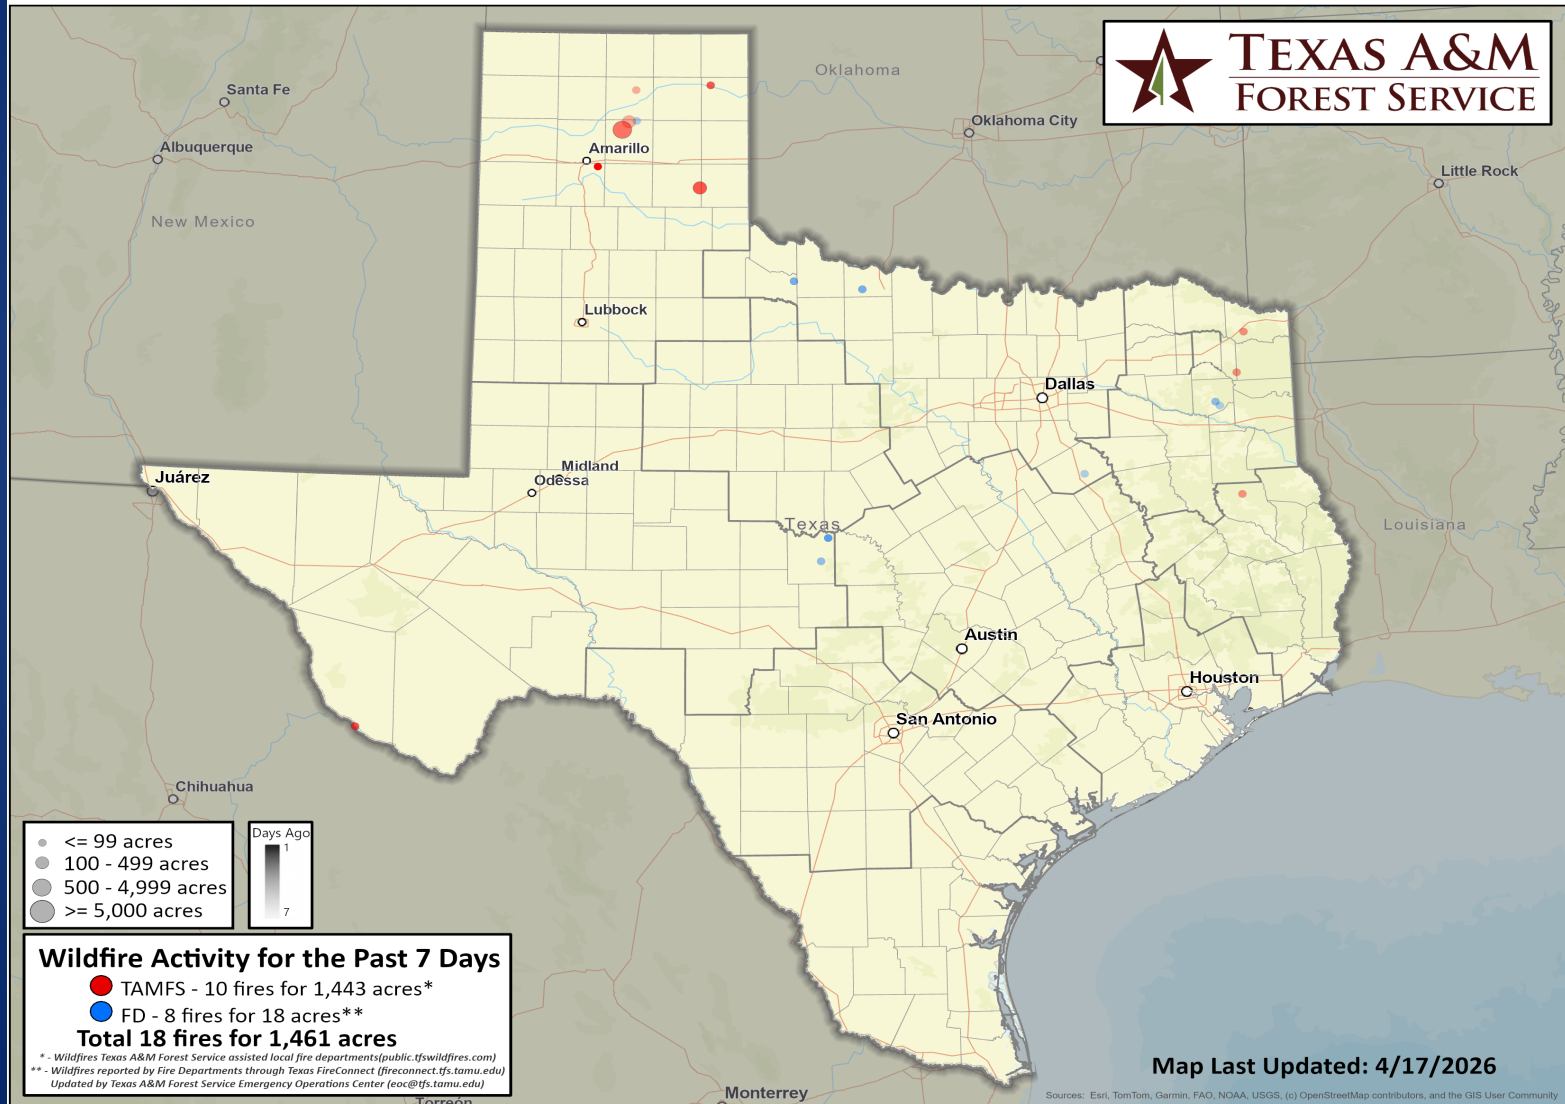 TEXAS A&M
FOREST SERVICE
Oklahoma
Santa Fe
Oklahoma City
Albuquerque
Amarillo
Little Rock
New Mexico
Lubbock
Dallas
Midland
Odessa
Juárez
Texas
Louisiana
Austin
Houston
San Antonio
Chihuahua
<= 99 acres
100 - 499 acres
500 - 4,999 acres
>= 5,000 acres
Days Ago
1
7
Wildfire Activity for the Past 7 Days
TAMFS - 10 fires for 1,443 acres*
FD - 8 fires for 18 acres**
Total 18 fires for 1,461 acres
* - Wildfires Texas A&M Forest Service assisted local fire departments(public.tfswildfires.com)
** - Wildfires reported by Fire Departments through Texas FireConnect (fireconnect.tfs.tamu.edu)
Updated by Texas A&M Forest Service Emergency Operations Center (eoc@tfs.tamu.edu)
Map Last Updated: 4/17/2026
Monterrey
Torreón
Sources: Esri, TomTom, Garmin, FAO, NOAA, USGS, (c) OpenStreetMap contributors, and the GIS User Community